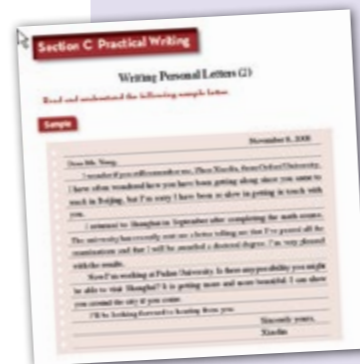 Section C Practical Writing
Writing Personal Letters (2)
Read and understand the following sample letter.
Sample
November 8, 2008
Dear Mr. Yang,
I wonder if you still remember me, Zhou Xiaolin, from Oxford University.
I have often wondered how you have been getting along since you went to
teach in Beijing, but I'm sorry I have been so slow in getting in touch with
you.
I returned to Shanghai in September after completing the math course.
The university has recently sent me a letter telling me that I've passed all the
examinations and that I will be awarded a doctoral degree. I'm very pleased
with the results.
Now I'm working at Fudan University. Is there any possibility you might
be able to visit Shanghai? It is getting more and more beautiful. I can show
you around the city if you come.
I'll be looking forward to hearing from you.
Sincerely yours,
Xiaolin